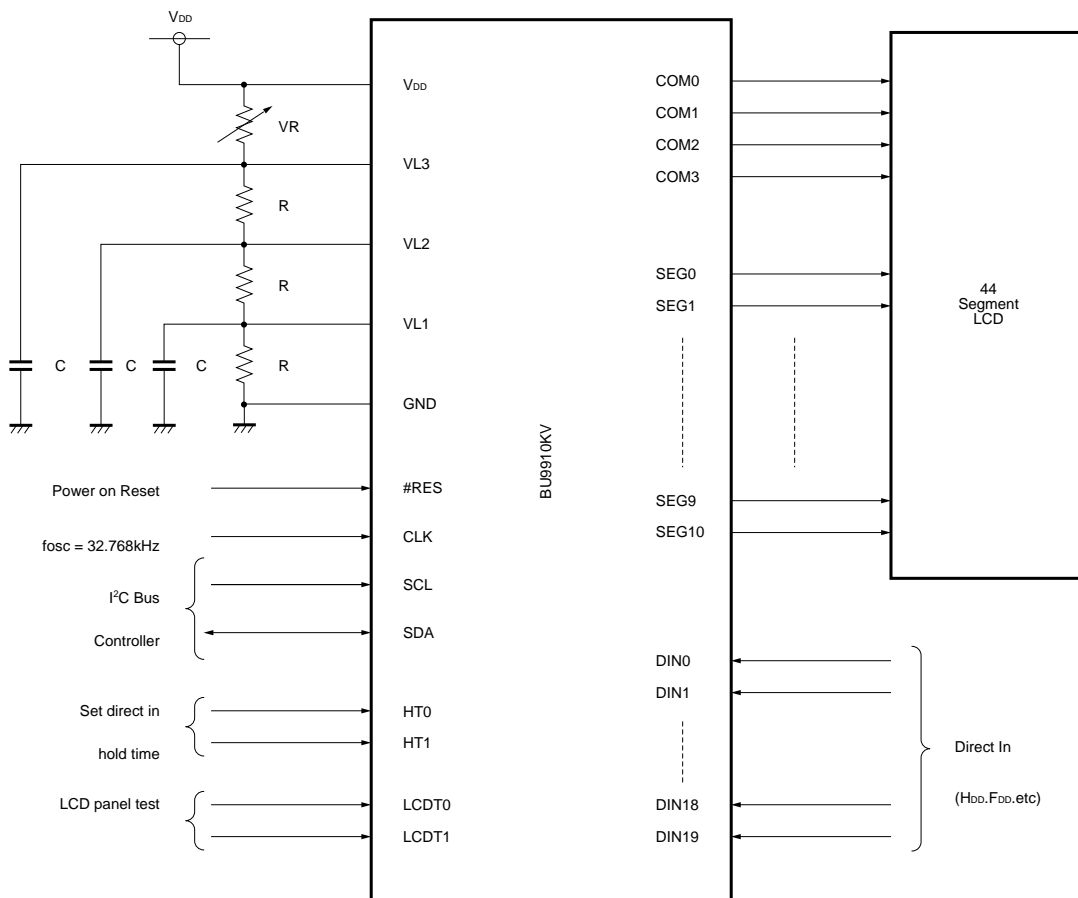 VDD
VDD
VR
VL3
R
VL2
R
VL1
C
C
C
R
GND
Power on Reset
#RES
fosc = 32.768kHz
CLK
I²C Bus
Controller
SCL
SDA
Set direct in
hold time
HT0
HT1
LCD panel test
LCDT0
LCDT1
BU9910KV
COM0
COM1
COM2
COM3
SEG0
SEG1
SEG9
SEG10
44
Segment
LCD
DIN0
DIN1
DIN18
DIN19
Direct In
(HDD.FDD.etc)